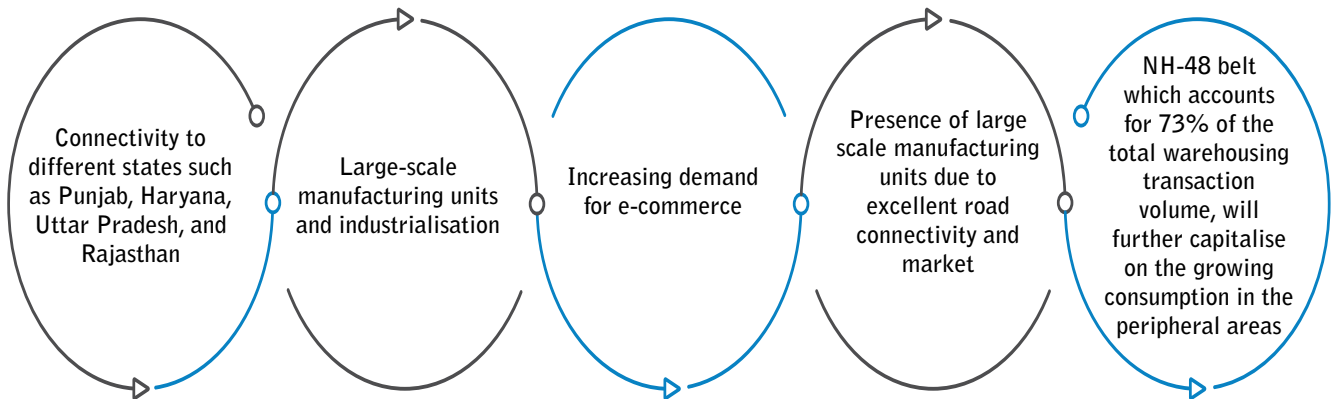 Connectivity to
different states such
as Punjab, Haryana,
Uttar Pradesh, and
Rajasthan
Large-scale
manufacturing units
and industrialisation
Increasing demand
for e-commerce
Presence of large
scale manufacturing
units due to
excellent road
connectivity and
market
NH-48 belt
which accounts
for 73% of the
total warehousing
transaction
volume, will
further capitalise
on the growing
consumption in the
peripheral areas